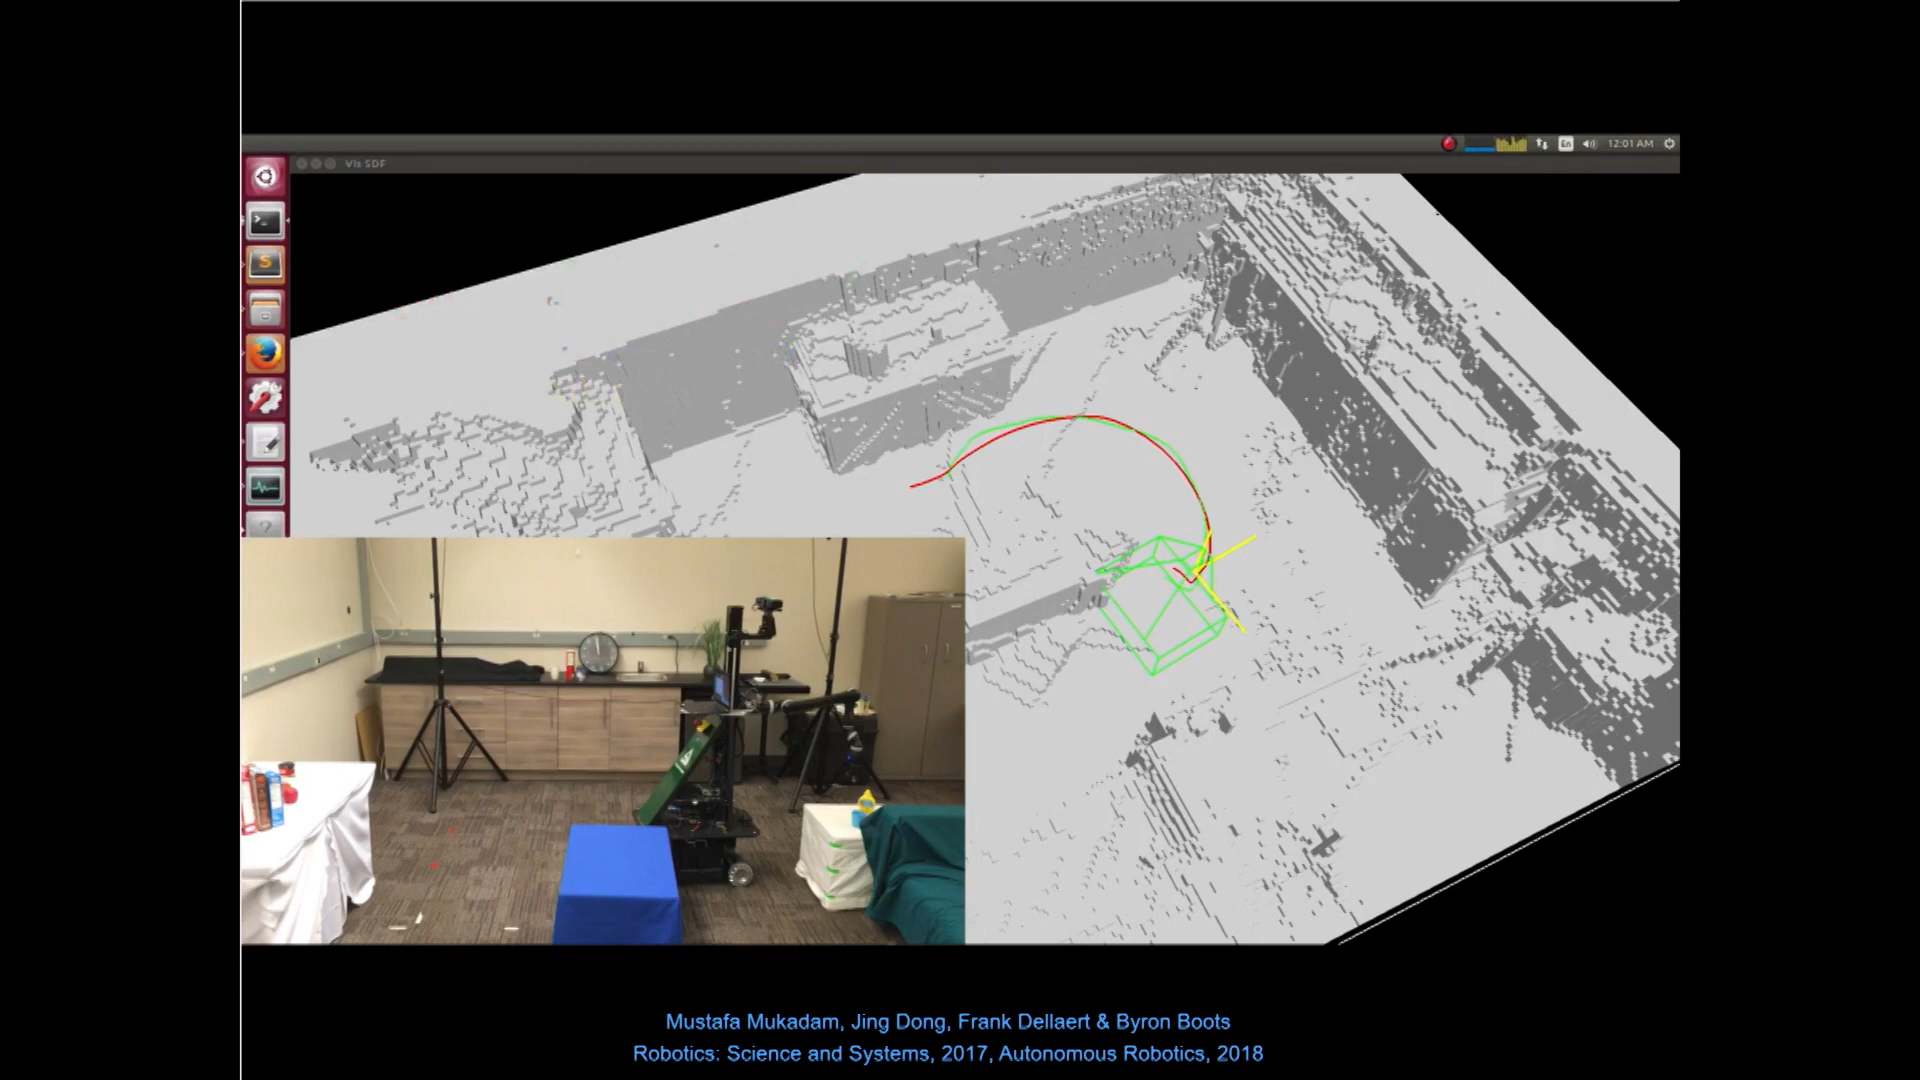 12:01 AM
En
Vis SDF
Mustafa Mukadam, Jing Dong, Frank Dellaert & Byron Boots
Robotics: Science and Systems, 2017, Autonomous Robotics, 2018